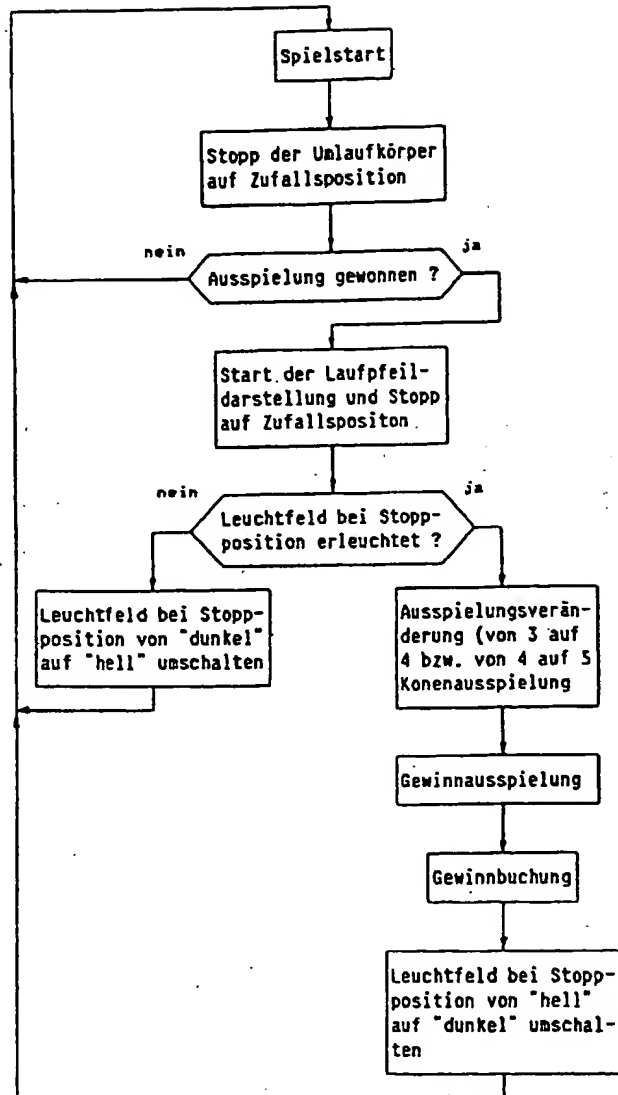 Spielstart
Stopp der Umlaufkörper
auf Zufallsposition
nein
ja
Ausspielung gewonnen ?
Start der Laufpfeil-
darstellung und Stopp
auf Zufallspositon
nein
ja
Leuchtfeld bei Stopp-
position erleuchtet ?
Leuchtfeld bei Stopp-
position von "dunkel"
auf "hell" umschalten
Ausspielungsverän-
derung (von 3 auf
4 bzw. von 4 auf 5
Konenausspielung
Gewinnausspielung
Gewinnbuchung
Leuchtfeld bei Stopp-
position von "hell"
auf "dunkel" umschal-
ten